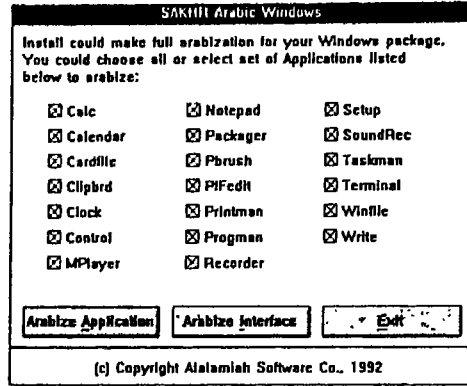 SAKHR Arabic Windows
Install could make full arabization for your Windows package.
You could choose all or select set of Applications listed
below to arabize:
Calc Notepad Setup
Calendar Packager SoundRec
Cardfile Pbrush Taskman
Clipbrd PIFedit Terminal
Clock Printman Winfile
Control Progman Write
MPlayer Recorder
Arabize Application Arabize Interface Exit
(c) Copyright Alalamiah Software Co., 1992